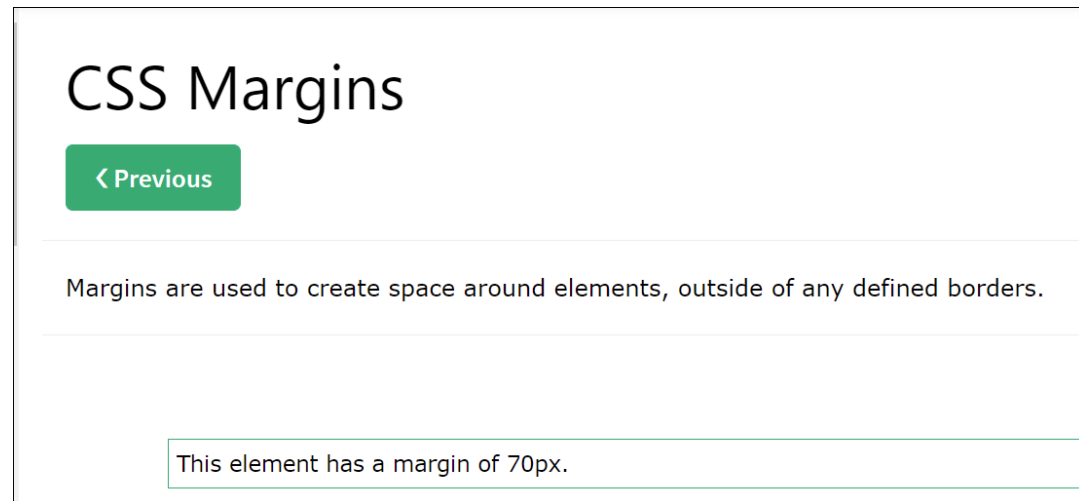 CSS Margins
❮ Previous
Margins are used to create space around elements, outside of any defined borders.
This element has a margin of 70px.